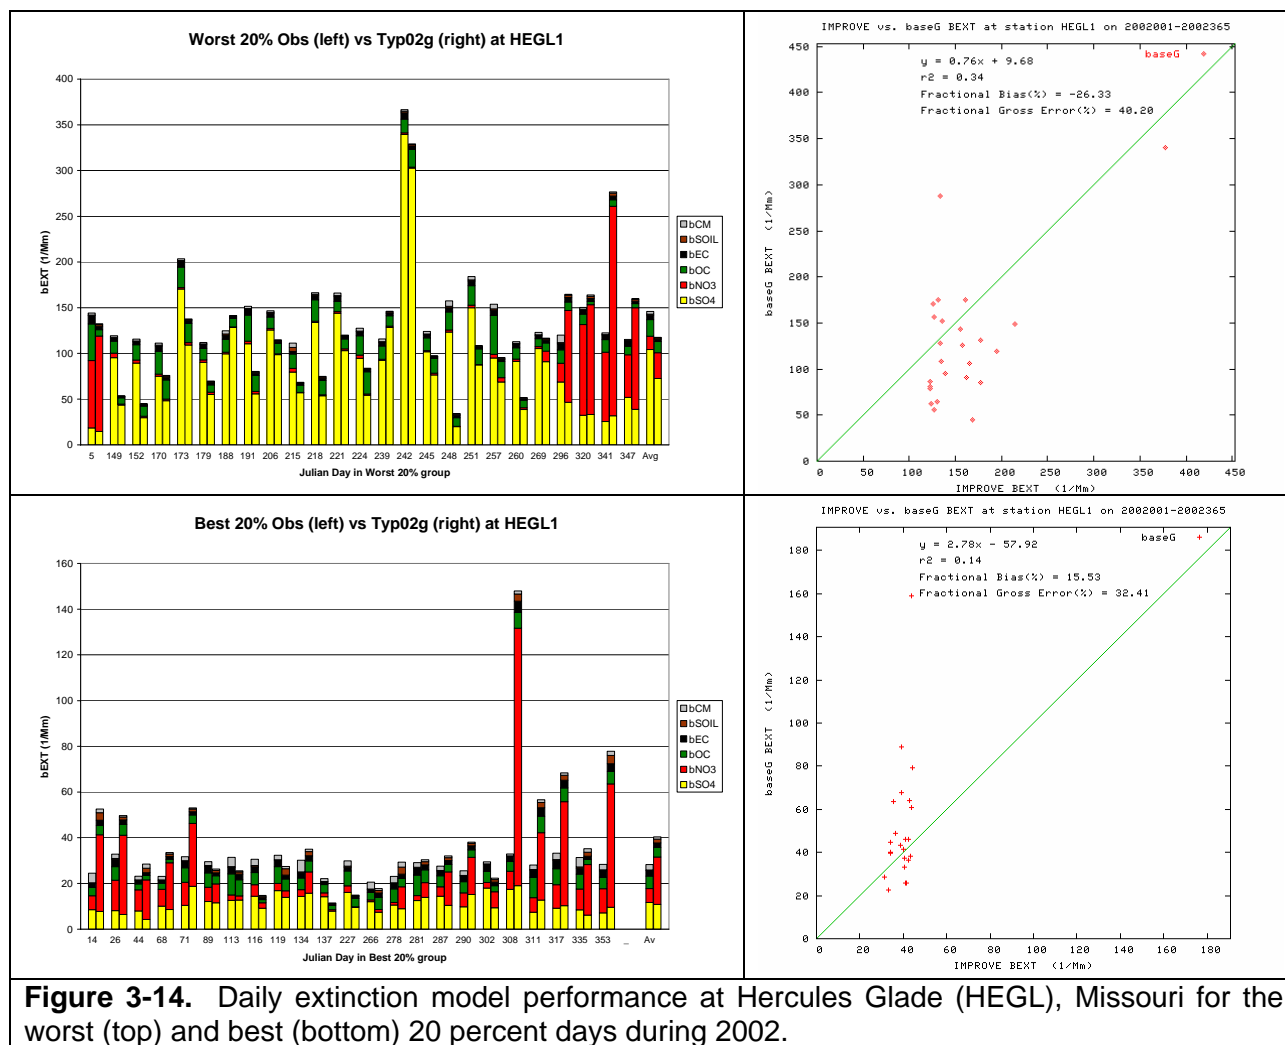 Worst 20% Obs (left) vs Typ02g (right) at HEGL1
400
350
300
250
200
150
100
50
0
bEXT (1/Mm)
5 149 152 170 173 179 188 191 206 215 218 221 224 239 242 245 248 251 257 260 269 296 320 341 347 Avg
Julian Day in Worst 20% group
bCM
bSOIL
bEC
bOC
bNO3
bSO4
IMPROVE vs. baseG BEXT at station HEGL1 on 2002001-2002365
baseG
y = 0.76x + 9.68
r2 = 0.34
Fractional Bias(%) = -26.33
Fractional Gross Error(%) = 40.20
450
400
350
300
250
200
150
100
50
0
baseG BEXT (1/Mm)
0 50 100 150 200 250 300 350 400 450
IMPROVE BEXT (1/Mm)
Best 20% Obs (left) vs Typ02g (right) at HEGL1
160
140
120
100
80
60
40
20
0
bEXT (1/Mm)
14 26 44 68 71 89 113 116 119 134 137 227 266 278 281 287 290 302 308 311 317 335 353 _ Av
Julian Day in Best 20% group
bCM
bSOIL
bEC
bOC
bNO3
bSO4
IMPROVE vs. baseG BEXT at station HEGL1 on 2002001-2002365
baseG
y = 2.78x - 57.92
r2 = 0.14
Fractional Bias(%) = 15.53
Fractional Gross Error(%) = 32.41
180
160
140
120
100
80
60
40
20
0
baseG BEXT (1/Mm)
0 20 40 60 80 100 120 140 160 180
IMPROVE BEXT (1/Mm)
Figure 3-14. Daily extinction model performance at Hercules Glade (HEGL), Missouri for the
worst (top) and best (bottom) 20 percent days during 2002.